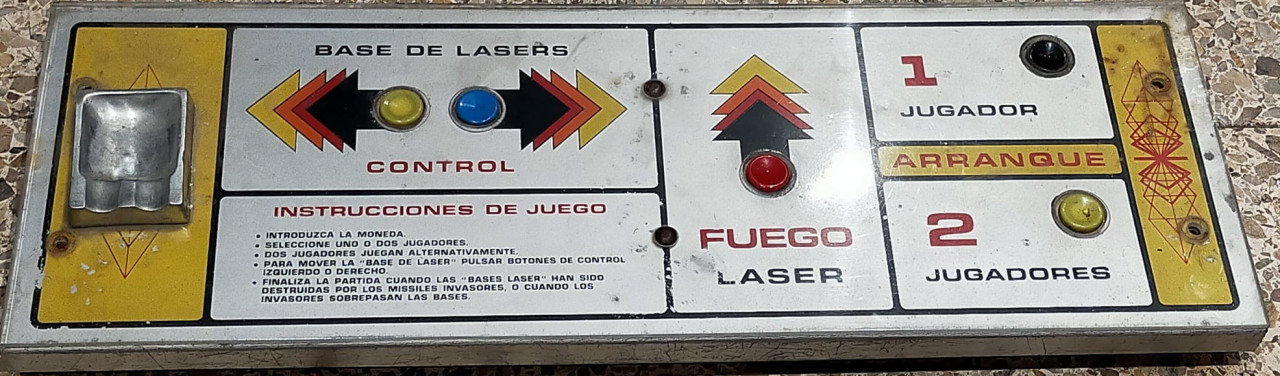 BASE DE LASERS
CONTROL
INSTRUCCIONES DE JUEGO
• INTRODUZCA LA MONEDA.
• SELECCIONE UNO O DOS JUGADORES.
• DOS JUGADORES JUEGAN ALTERNATIVAMENTE.
• PARA MOVER LA "BASE DE LASER" PULSAR BOTONES DE CONTROL
IZQUIERDO O DERECHO.
• FINALIZA LA PARTIDA CUANDO LAS "BASES LASER" HAN SIDO
DESTRUIDAS POR LOS MISSILES INVASORES, O CUANDO LOS
INVASORES SOBREPASAN LAS BASES.
FUEGO
LASER
1
JUGADOR
ARRANQUE
2
JUGADORES